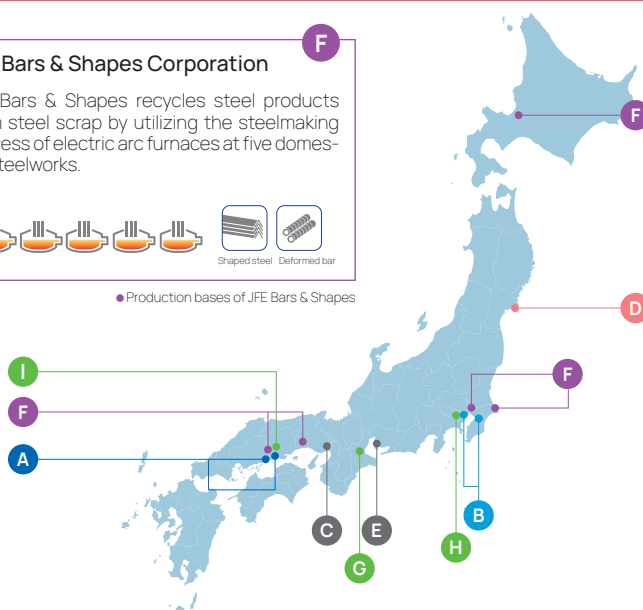 F
Bars & Shapes Corporation
Bars & Shapes recycles steel products
steel scrap by utilizing the steelmaking
cess of electric arc furnaces at five domes-
teelworks.
Shaped steel Deformed bar
Production bases of JFE Bars & Shapes
F
D
I
F
F
F
A
C
E
B
G
H